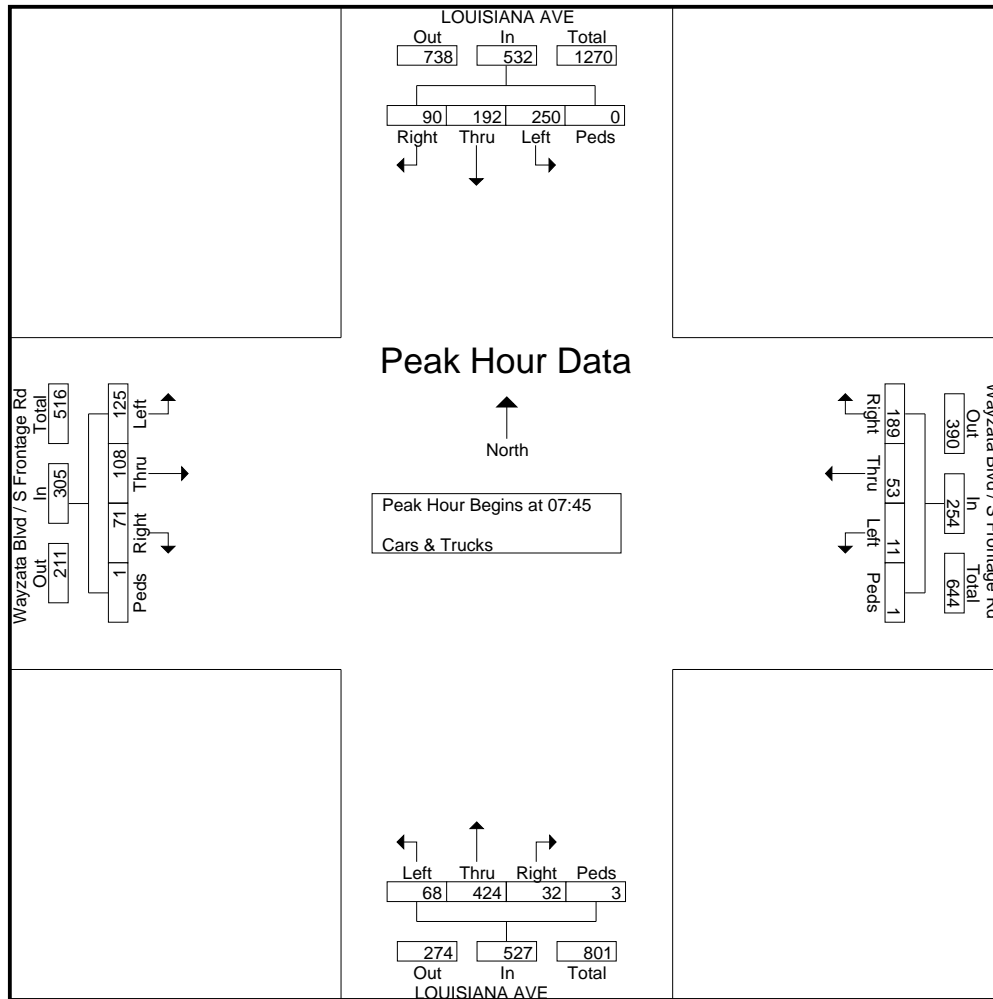 LOUISIANA AVE
Out In Total
738 532 1270
90 192 250 0
Right Thru Left Peds
Peak Hour Data
North
Peak Hour Begins at 07:45
Cars & Trucks
Wayzata Blvd / S Frontage Rd
Total In Out
516 305 211
125 108 71 1
Left Thru Right Peds
Wayzata Blvd / S Frontage Rd
Out In Total
390 254 644
189 53 11 1
Right Thru Left Peds
Left Thru Right Peds
68 424 32 3
274 527 801
Out In Total
LOUISIANA AVE